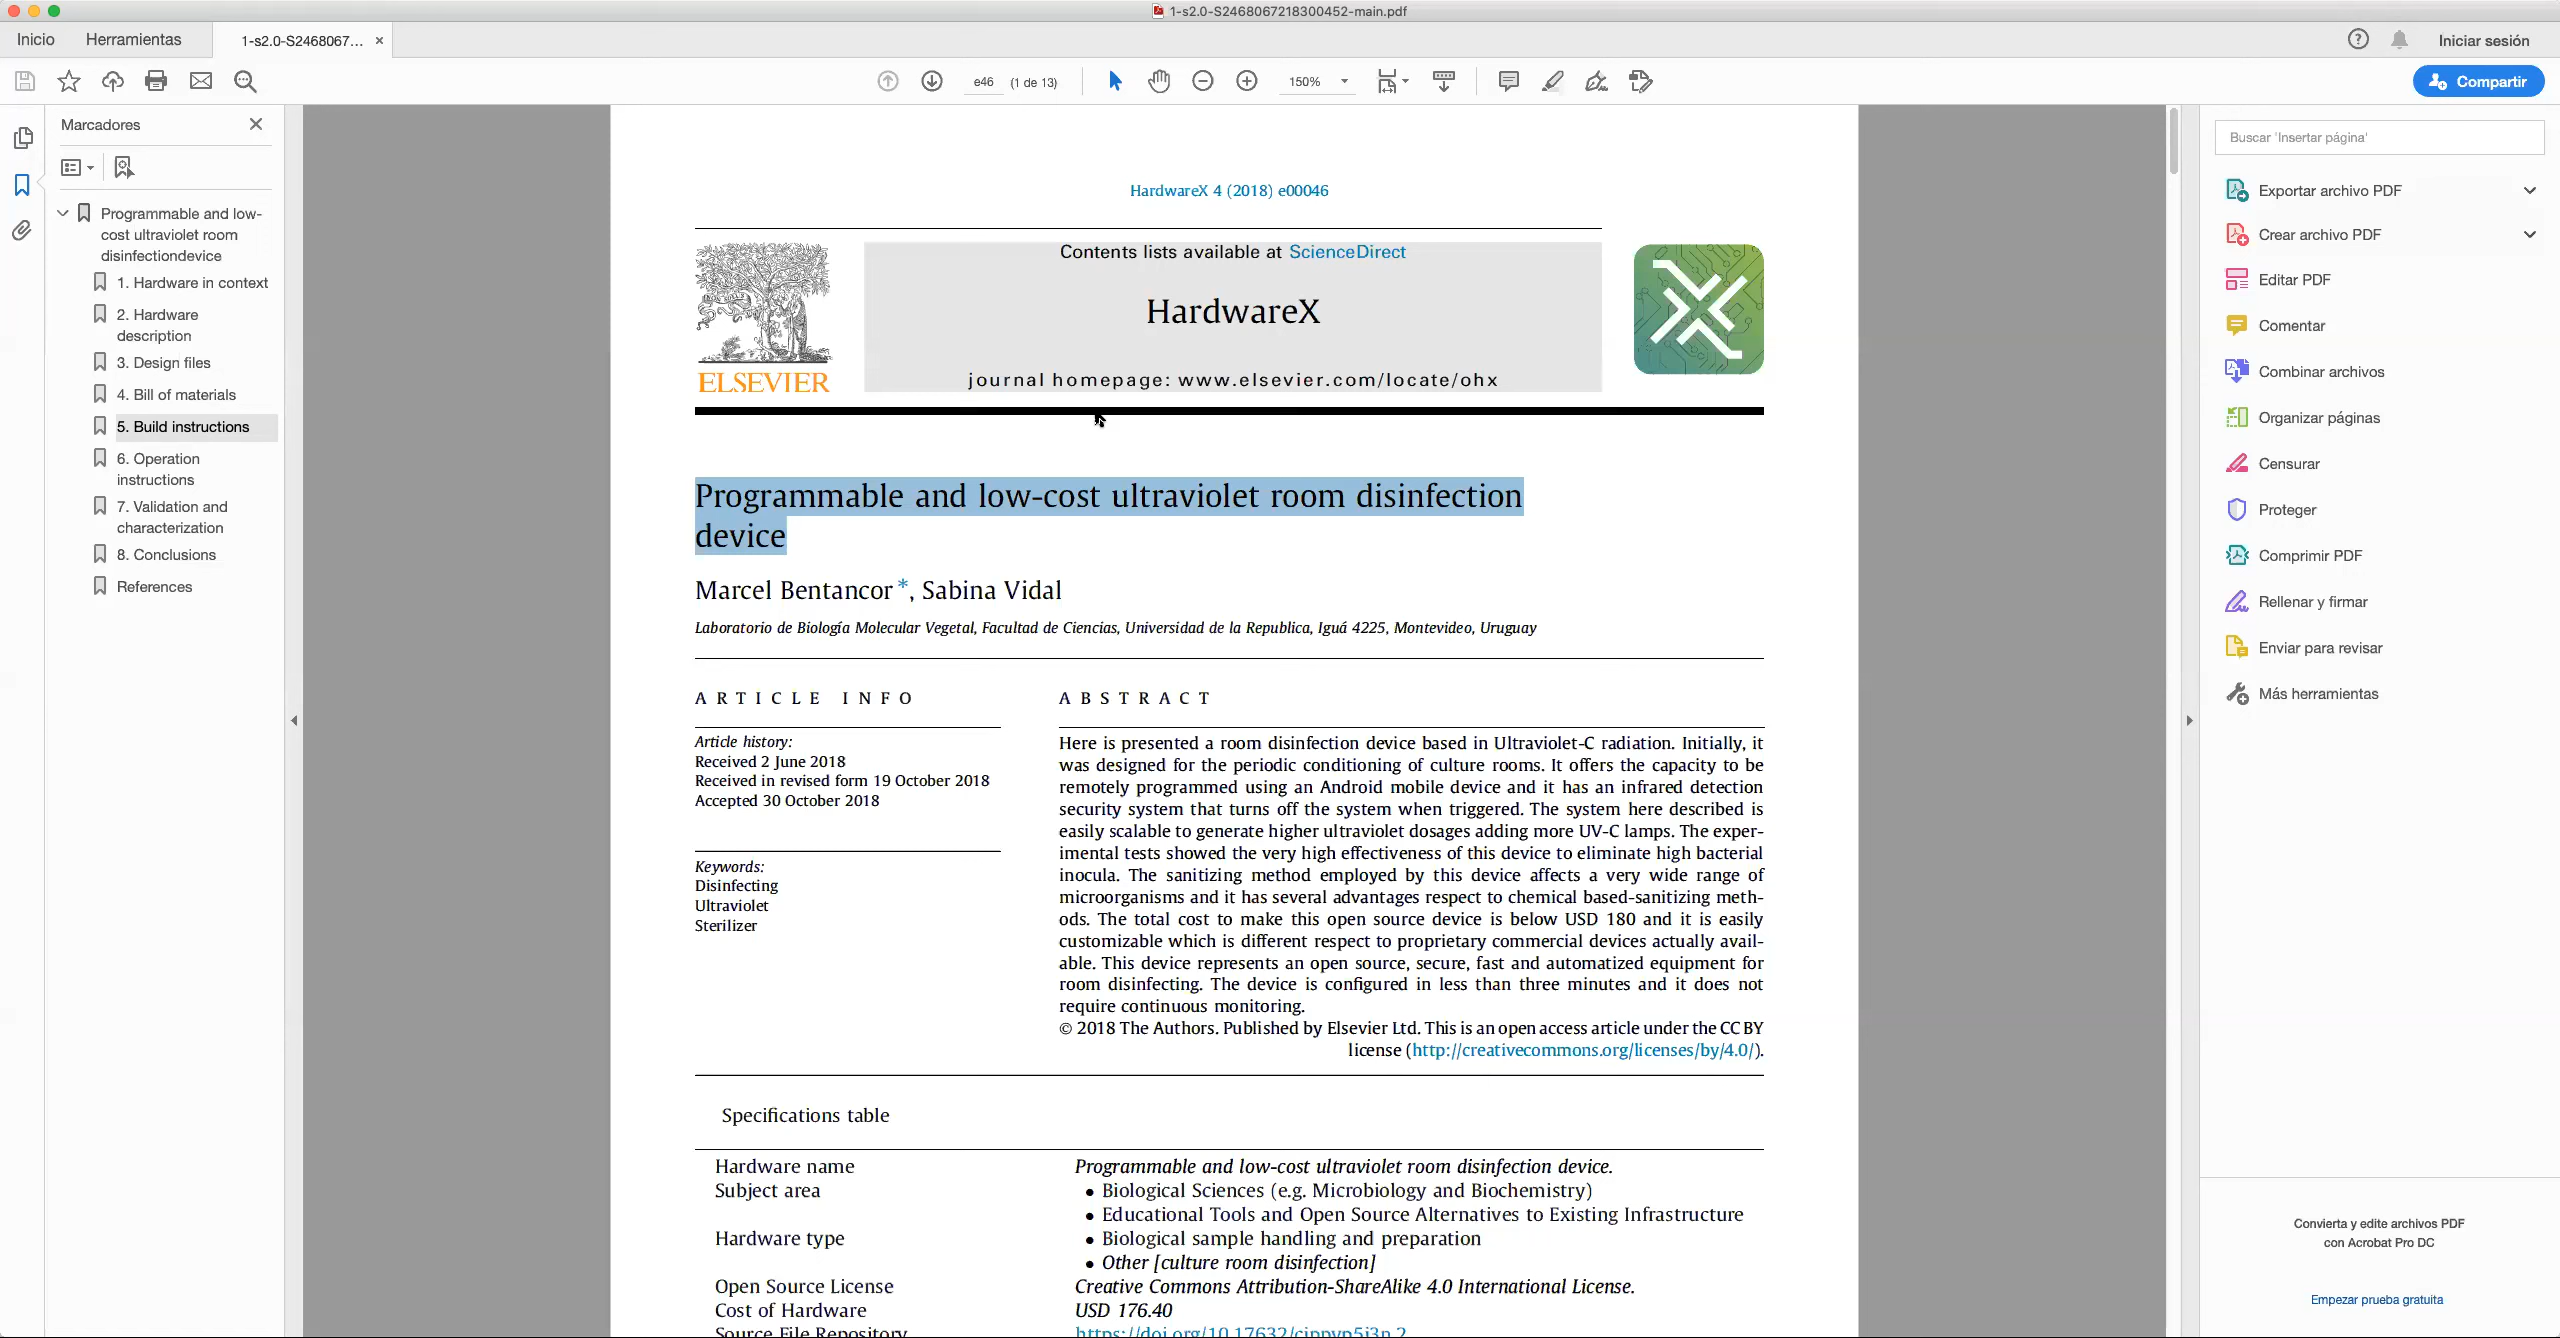 1-s2.0-S2468067218300452-main.pdf
Inicio
Herramientas
1-s2.0-S2468067...
Iniciar sesión
e46
(1 de 13)
150%
Compartir
Marcadores
Programmable and low-
cost ultraviolet room
disinfectiondevice
1. Hardware in context
2. Hardware
description
3. Design files
4. Bill of materials
5. Build instructions
6. Operation
instructions
7. Validation and
characterization
8. Conclusions
References
HardwareX 4 (2018) e00046
Contents lists available at ScienceDirect
HardwareX
journal homepage: www.elsevier.com/locate/ohx
ELSEVIER
Programmable and low-cost ultraviolet room disinfection
device
Marcel Bentancor *, Sabina Vidal
Laboratorio de Biología Molecular Vegetal, Facultad de Ciencias, Universidad de la Republica, Iguá 4225, Montevideo, Uruguay
ARTICLE INFO
Article history:
Received 2 June 2018
Received in revised form 19 October 2018
Accepted 30 October 2018
Keywords:
Disinfecting
Ultraviolet
Sterilizer
ABSTRACT
Here is presented a room disinfection device based in Ultraviolet-C radiation. Initially, it
was designed for the periodic conditioning of culture rooms. It offers the capacity to be
remotely programmed using an Android mobile device and it has an infrared detection
security system that turns off the system when triggered. The system here described is
easily scalable to generate higher ultraviolet dosages adding more UV-C lamps. The exper-
imental tests showed the very high effectiveness of this device to eliminate high bacterial
inocula. The sanitizing method employed by this device affects a very wide range of
microorganisms and it has several advantages respect to chemical based-sanitizing meth-
ods. The total cost to make this open source device is below USD 180 and it is easily
customizable which is different respect to proprietary commercial devices actually avail-
able. This device represents an open source, secure, fast and automatized equipment for
room disinfecting. The device is configured in less than three minutes and it does not
require continuous monitoring.
© 2018 The Authors. Published by Elsevier Ltd. This is an open access article under the CC BY
license (http://creativecommons.org/licenses/by/4.0/).
Specifications table
Hardware name
Programmable and low-cost ultraviolet room disinfection device.
Subject area
• Biological Sciences (e.g. Microbiology and Biochemistry)
• Educational Tools and Open Source Alternatives to Existing Infrastructure
Hardware type
• Biological sample handling and preparation
• Other [culture room disinfection]
Open Source License
Creative Commons Attribution-ShareAlike 4.0 International License.
Cost of Hardware
USD 176.40
Source File Repository
Buscar 'Insertar página'
Exportar archivo PDF
Crear archivo PDF
Editar PDF
Comentar
Combinar archivos
Organizar páginas
Censurar
Proteger
Comprimir PDF
Rellenar y firmar
Enviar para revisar
Más herramientas
Convierta y edite archivos PDF
con Acrobat Pro DC
Empezar prueba gratuita